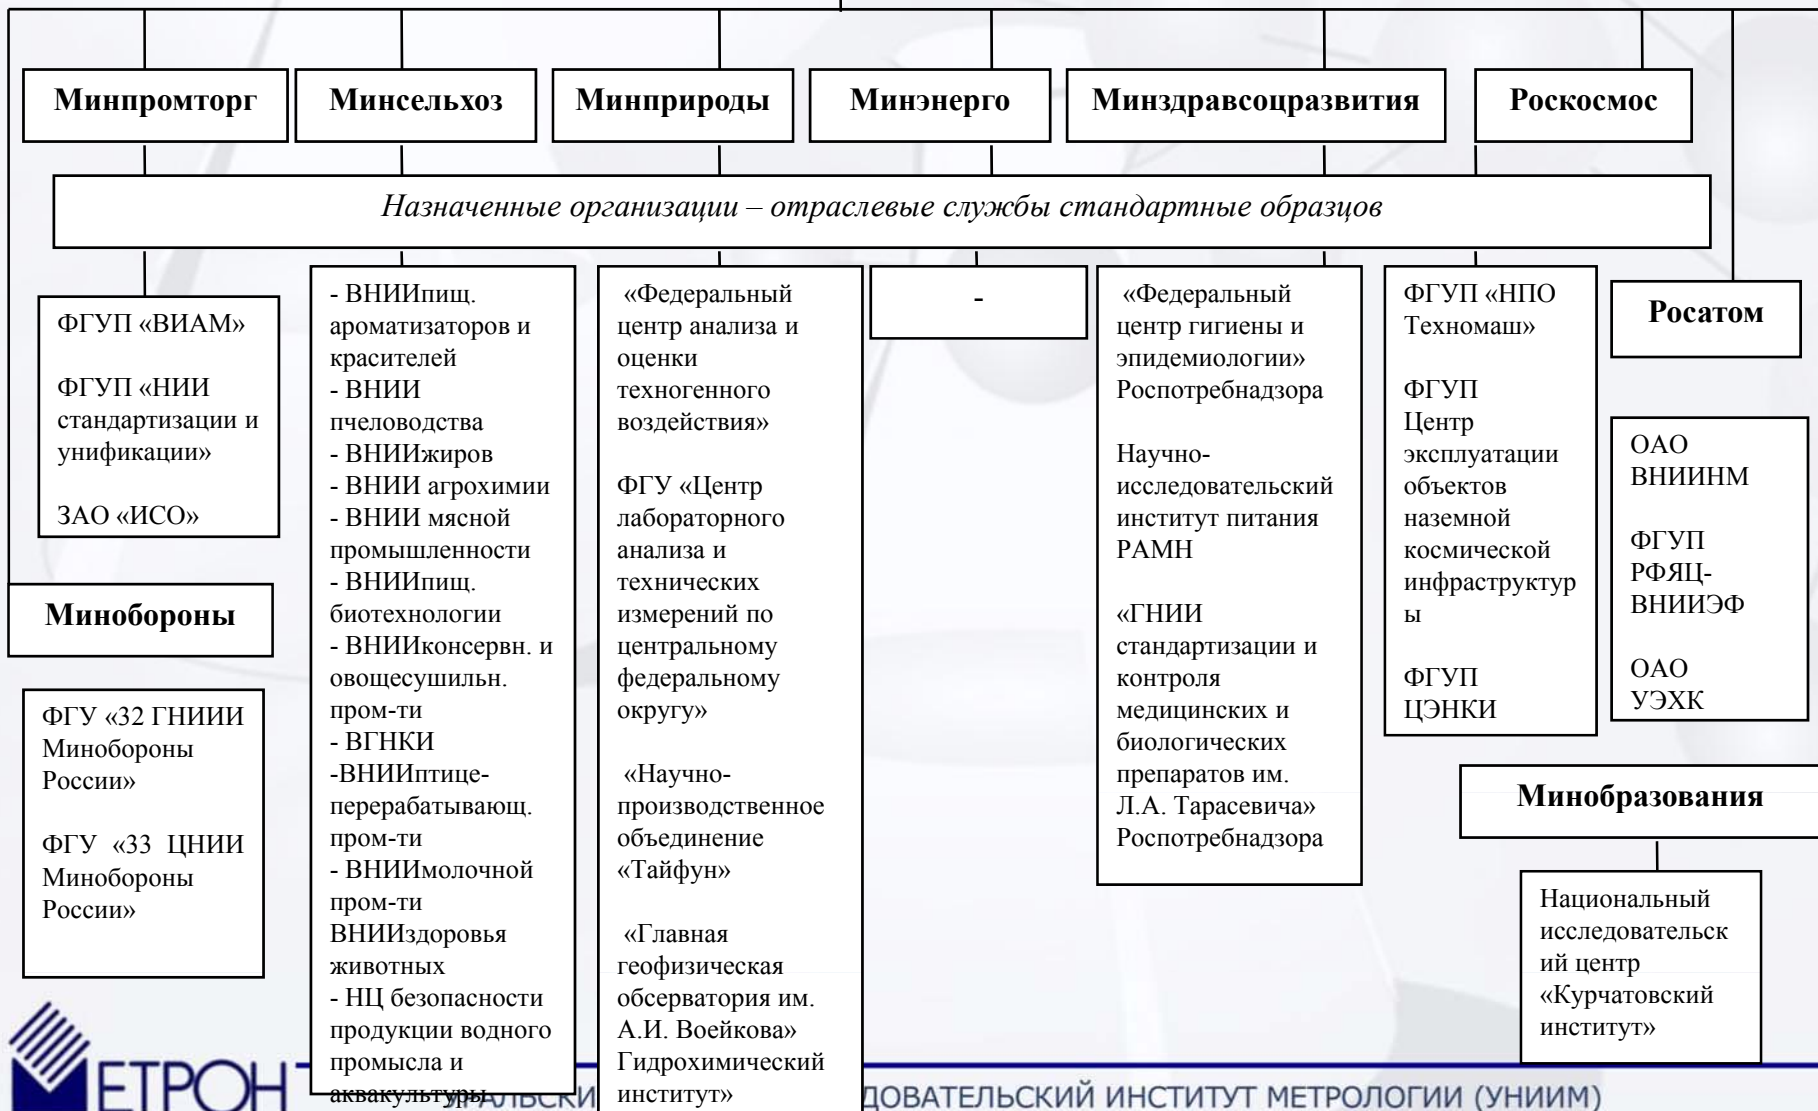 Минпромторг
Минсельхоз
Минприроды
Минэнерго
Минздравсоцразвития
Роскосмос
Назначенные организации – отраслевые службы стандартные образцов
ФГУП «ВИАМ»
ФГУП «НИИ
стандартизации и
унификации»
ЗАО «ИСО»
Минобороны
ФГУ «32 ГНИИИ
Минобороны
России»
ФГУ «33 ЦНИИ
Минобороны
России»
- ВНИИпищ.
ароматизаторов и
красителей
- ВНИИ
пчеловодства
- ВНИИжиров
- ВНИИ агрохимии
- ВНИИ мясной
промышленности
- ВНИИпищ.
биотехнологии
- ВНИИконсервн. и
овощесушильн.
пром-ти
- ВГНКИ
-ВНИИптице-
перерабатывающ.
пром-ти
- ВНИИмолочной
пром-ти
ВНИИздоровья
животных
- НЦ безопасности
продукции водного
промысла и
аквакультуры
«Федеральный
центр анализа и
оценки
техногенного
воздействия»
ФГУ «Центр
лабораторного
анализа и
технических
измерений по
центральному
федеральному
округу»
«Научно-
производственное
объединение
«Тайфун»
«Главная
геофизическая
обсерватория им.
А.И. Воейкова»
Гидрохимический
институт»
-
«Федеральный
центр гигиены и
эпидемиологии»
Роспотребнадзора
Научно-
исследовательский
институт питания
РАМН
«ГНИИ
стандартизации и
контроля
медицинских и
биологических
препаратов им.
Л.А. Тарасевича»
Роспотребнадзора
ФГУП «НПО
Техномаш»
ФГУП
Центр
эксплуатации
объектов
наземной
космической
инфраструктур
ы
ФГУП
ЦЭНКИ
Росатом
ОАО
ВНИИНМ
ФГУП
РФЯЦ-
ВНИИЭФ
ОАО
УЭХК
Минобразования
Национальный
исследовательск
ий центр
«Курчатовский
институт»
МЕТРОН
УРАЛЬСКИ ДОВАТЕЛЬСКИЙ ИНСТИТУТ МЕТРОЛОГИИ (УНИИМ)